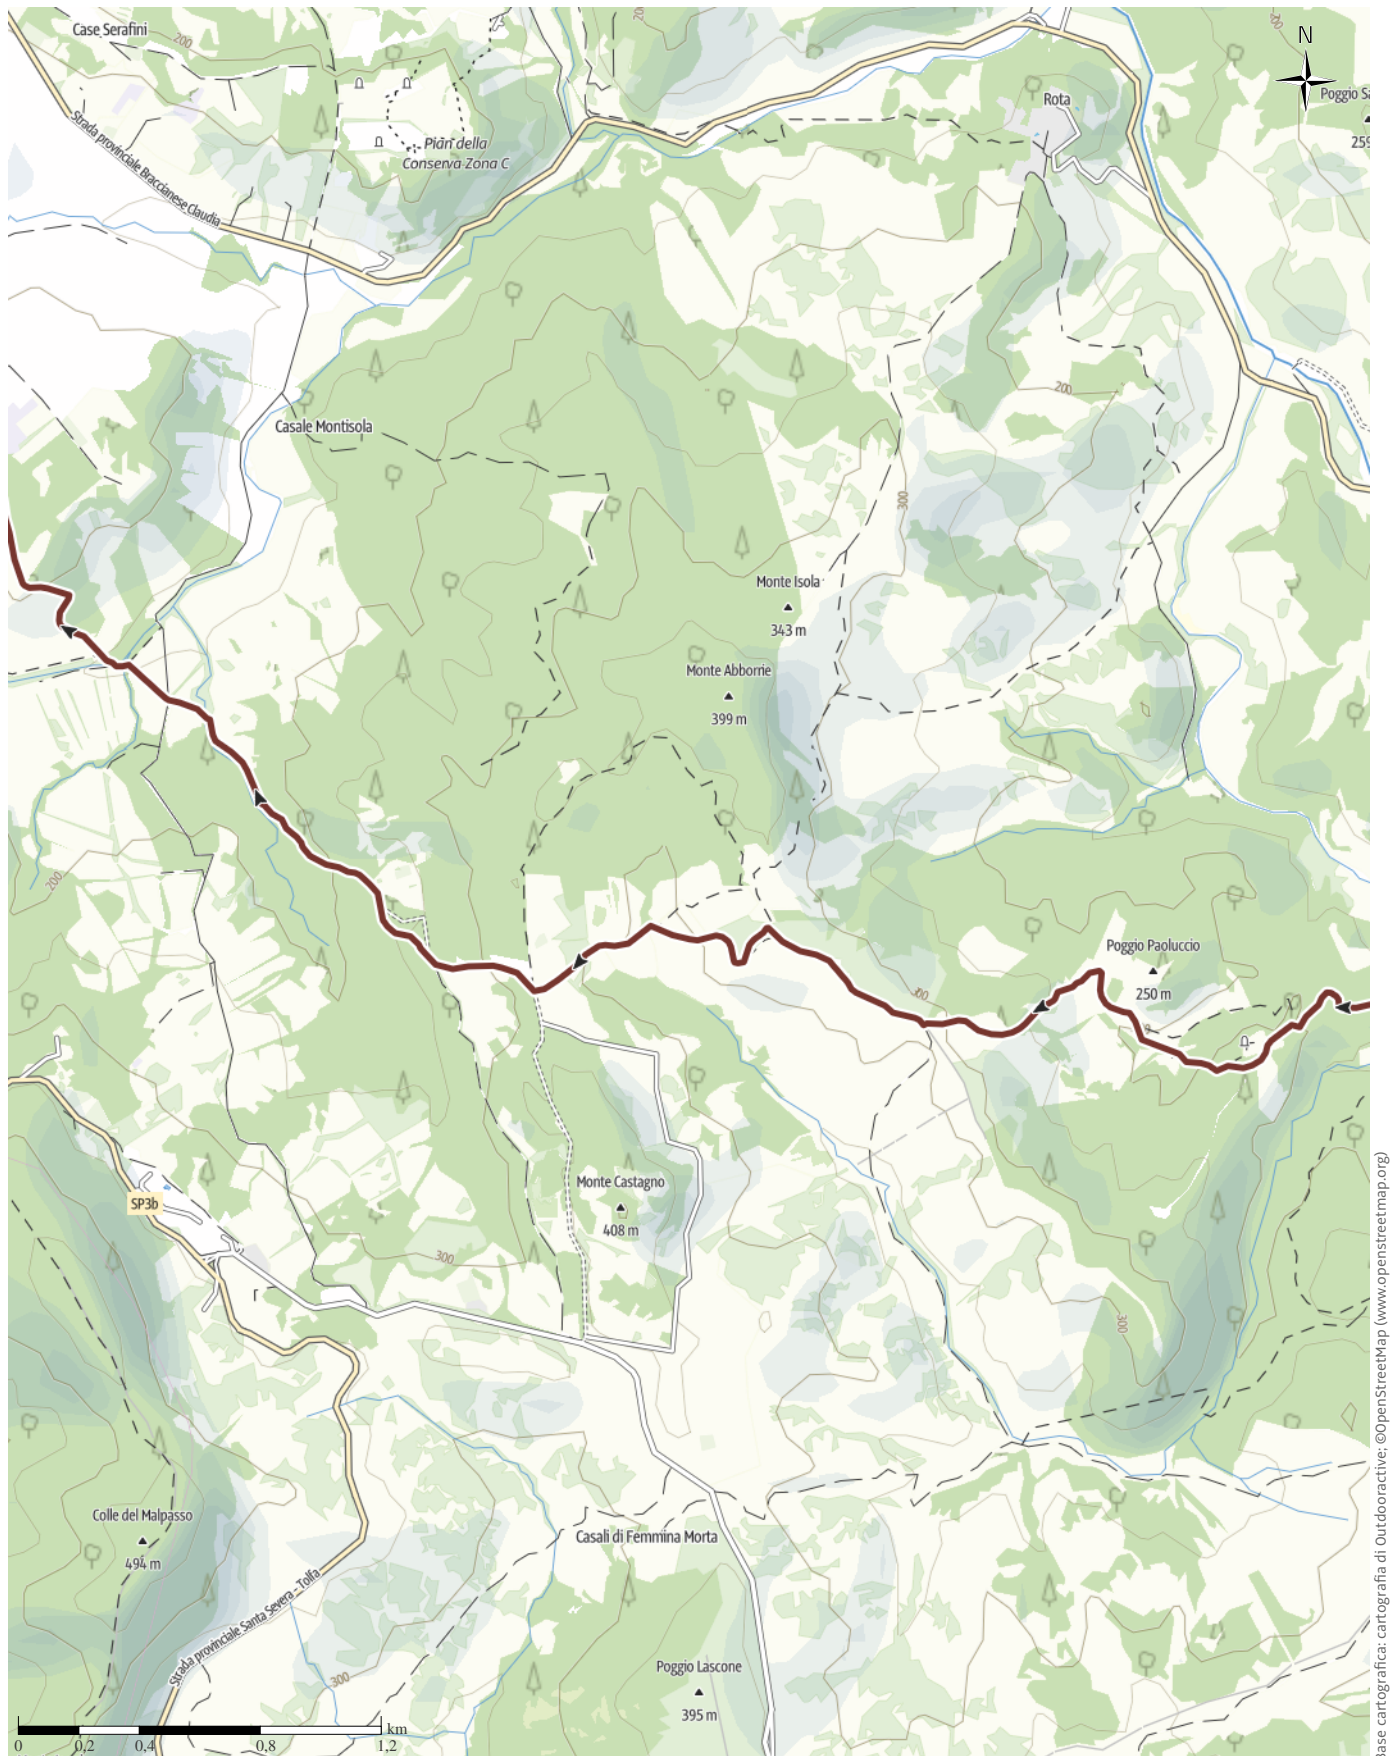 Case Serafini
200
200
200
N
Poggio
259
Rota
Strada provinciale Braccianese Claudia
Pian della
Conserva Zona C
200
Casale Montisola
300
Monte Isola
343 m
Monte Abborrie
399 m
200
Poggio Paoluccio
250 m
300
SP3b
Monte Castagno
408 m
300
300
Colle del Malpasso
494 m
Casali di Femmina Morta
Strada provinciale Santa Severa - Tolfa
300
Poggio Lascone
395 m
km
0
0,2
0,4
0,8
1,2
ase cartografica: cartografia di Outdooractive; ©OpenStreetMap (www.openstreetmap.org)